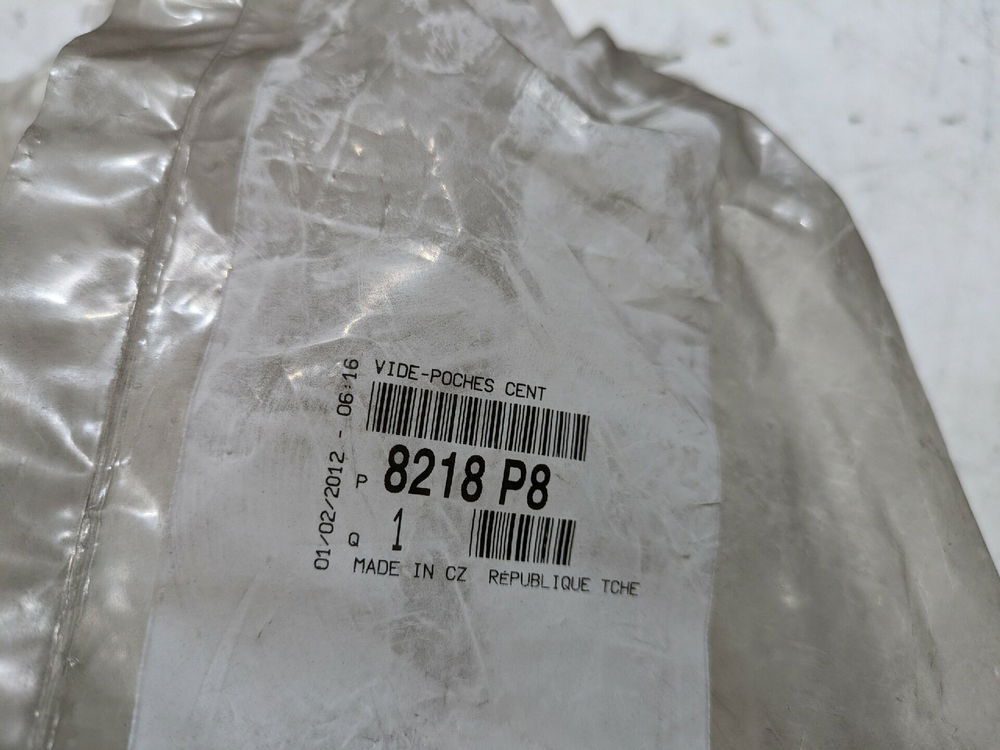 VIDE-POCHES CENT
P 8218 P8
Q 1
MADE IN CZ RÉPUBLIQUE TCHE
01/02/2012 - 06:16